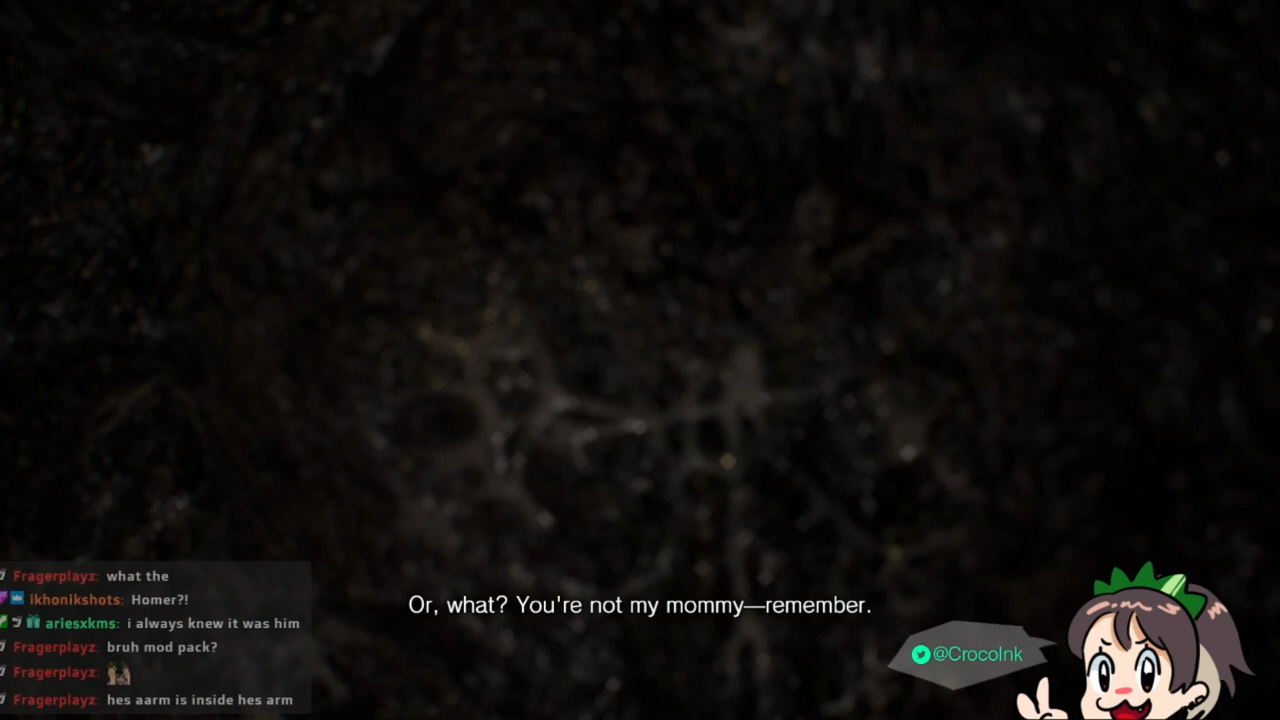 Fragerplayz: what the
ikhonikshots: Homer?!
ariesxkms: i always knew it was him
Fragerplayz: bruh mod pack?
Fragerplayz:
Fragerplayz: hes aarm is inside hes arm
Or, what? You're not my mommy—remember.
@CrocoInk